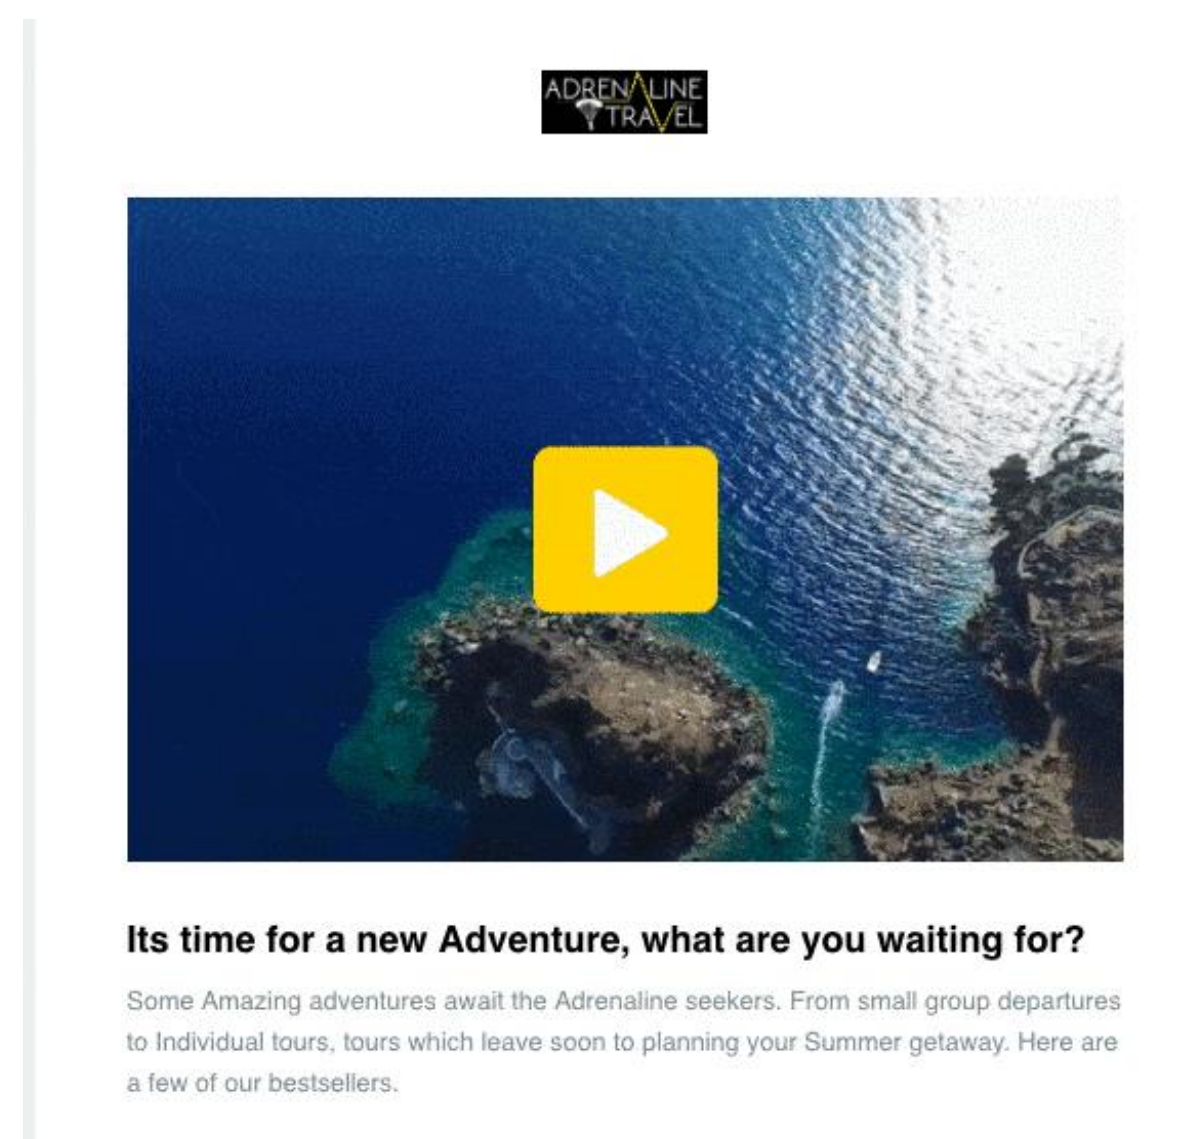 ADRENALINE
TRAVEL
Its time for a new Adventure, what are you waiting for?
Some Amazing adventures await the Adrenaline seekers. From small group departures
to Individual tours, tours which leave soon to planning your Summer getaway. Here are
a few of our bestsellers.